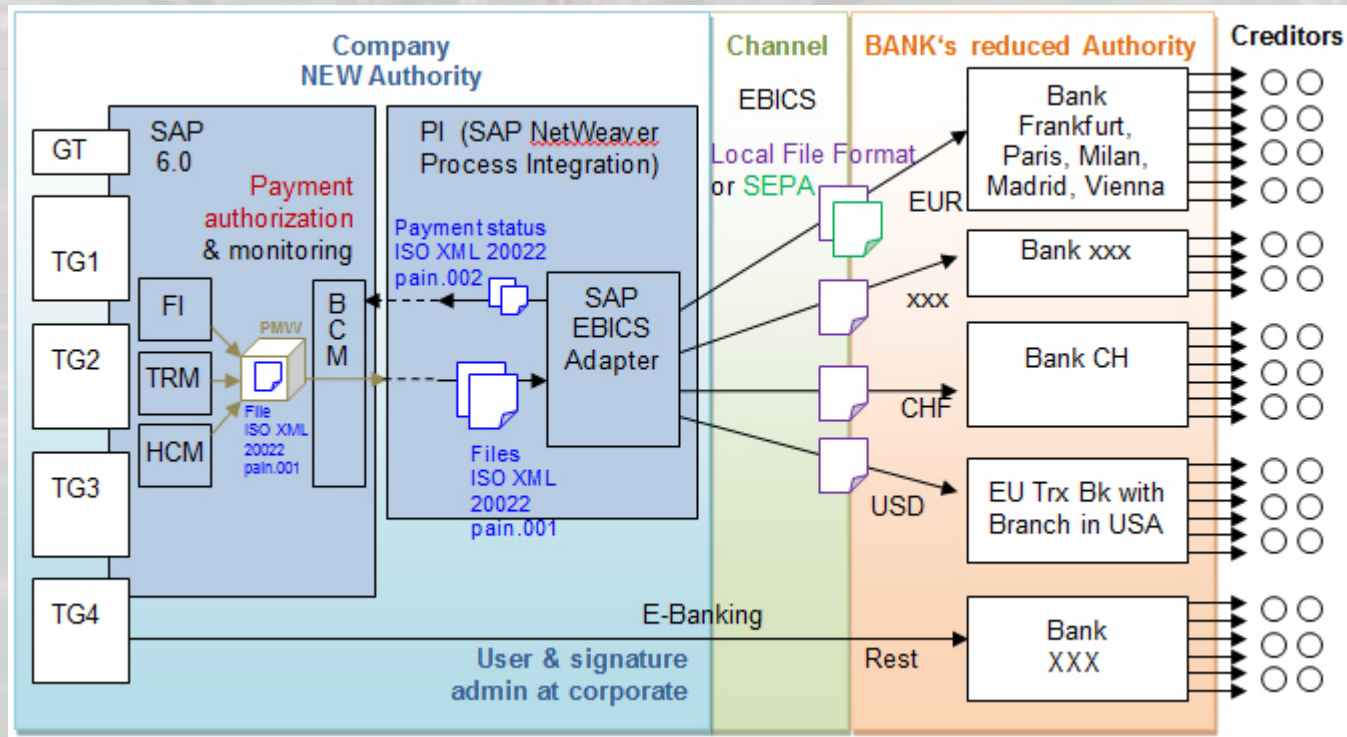 Company
NEW Authority
Channel
BANK's reduced Authority
Creditors
GT
TG1
TG2
TG3
TG4
SAP
6.0
Payment
authorization
& monitoring
FI
TRM
HCM
PMW
File
ISO XML
20022
pain.001
B
C
M
PI (SAP NetWeaver
Process Integration)
Payment status
ISO XML 20022
pain.002
Files
ISO XML
20022
pain.001
SAP
EBICS
Adapter
EBICS
Local File Format
or SEPA
EUR
xxx
CHF
USD
Bank
Frankfurt,
Paris, Milan,
Madrid, Vienna
Bank xxx
Bank CH
EU Trx Bk with
Branch in USA
E-Banking
Rest
Bank
XXX
User & signature
admin at corporate